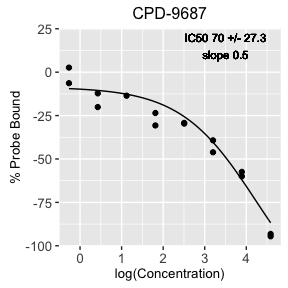 CPD-9687
IC50 70 +/- 27.3
slope 0.5
25
0
-25
-50
-75
-100
% Probe Bound
0 1 2 3 4
log(Concentration)